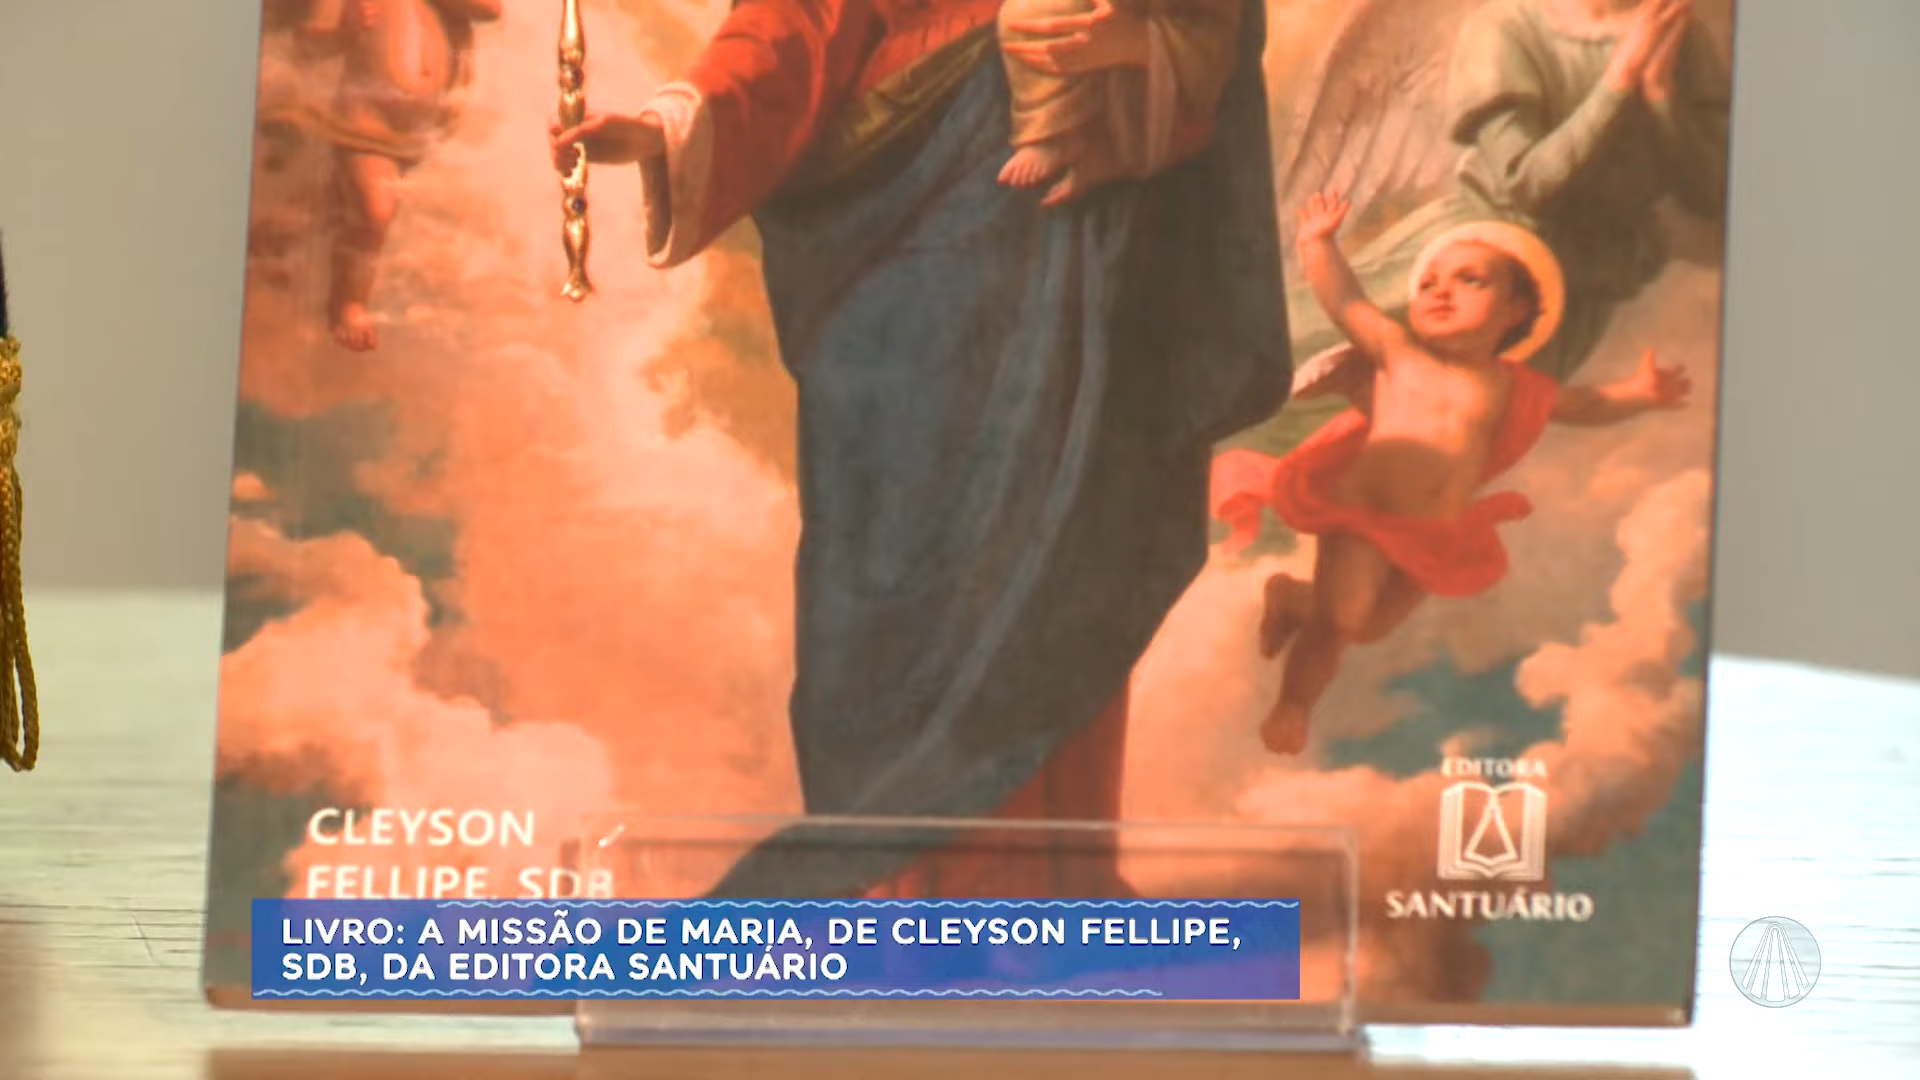 CLEYSON
FELLIPE, SDB
EDITORA
SANTUÁRIO
LIVRO: A MISSÃO DE MARIA, DE CLEYSON FELLIPE,
SDB, DA EDITORA SANTUÁRIO